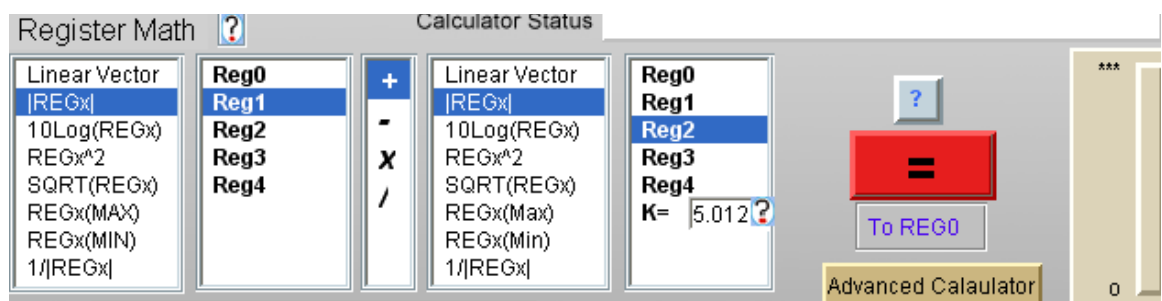 Register Math ? Calculator Status
Linear Vector
|REGx|
10Log(REGx)
REGx^2
SQRT(REGx)
REGx(MAX)
REGx(MIN)
1/|REGx|
Reg0
Reg1
Reg2
Reg3
Reg4
+
-
x
/
Linear Vector
|REGx|
10Log(REGx)
REGx^2
SQRT(REGx)
REGx(Max)
REGx(Min)
1/|REGx|
Reg0
Reg1
Reg2
Reg3
Reg4
K= 5.012 ?
?
=
To REG0
Advanced Calaulator
***
0